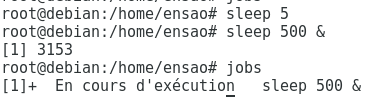 root@debian:/home/ensao# sleep 5
root@debian:/home/ensao# sleep 500 &
[1] 3153
root@debian:/home/ensao# jobs
[1]+  En cours d'exécution   sleep 500 &